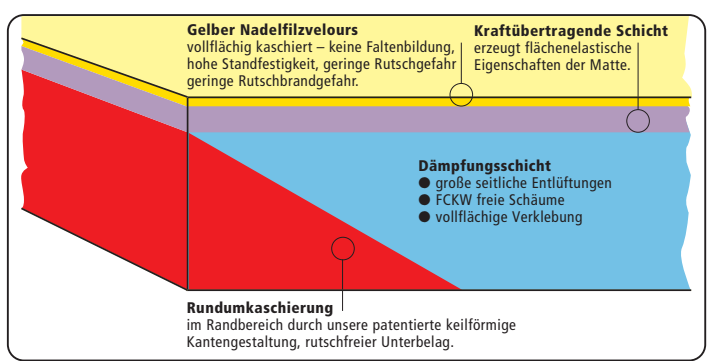 Gelber Nadelfilzvelours
vollflächig kaschiert – keine Faltenbildung,
hohe Standfestigkeit, geringe Rutschgefahr
geringe Rutschbrandgefahr.
Kraftübertragende Schicht
erzeugt flächenelastische
Eigenschaften der Matte.
Dämpfungsschicht
● große seitliche Entlüftungen
● FCKW freie Schäume
● vollflächige Verklebung
Rundumkaschierung
im Randbereich durch unsere patentierte keilförmige
Kantengestaltung, rutschfreier Unterbelag.